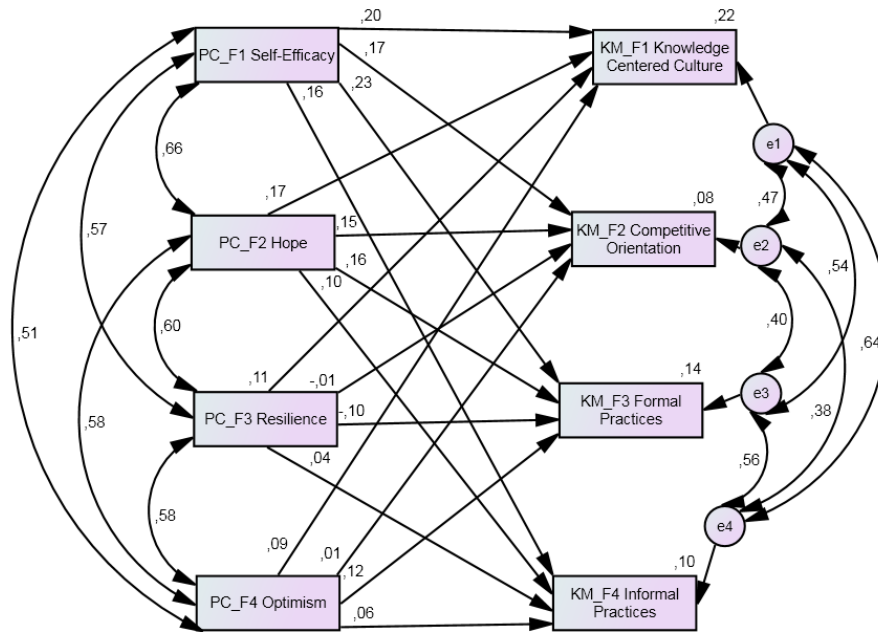 ,20
,22
PC_F1 Self-Efficacy
KM_F1 Knowledge
Centered Culture
,17
,16
,23
e1
,66
,47
,17
,15
,08
PC_F2 Hope
KM_F2 Competitive
Orientation
e2
,57
,16
,10
,54
,51
,60
,40
,64
,11
-,01
,14
PC_F3 Resilience
-,10
KM_F3 Formal
Practices
e3
,58
,04
,38
,56
,58
e4
,09
,01
,12
,10
PC_F4 Optimism
,06
KM_F4 Informal
Practices